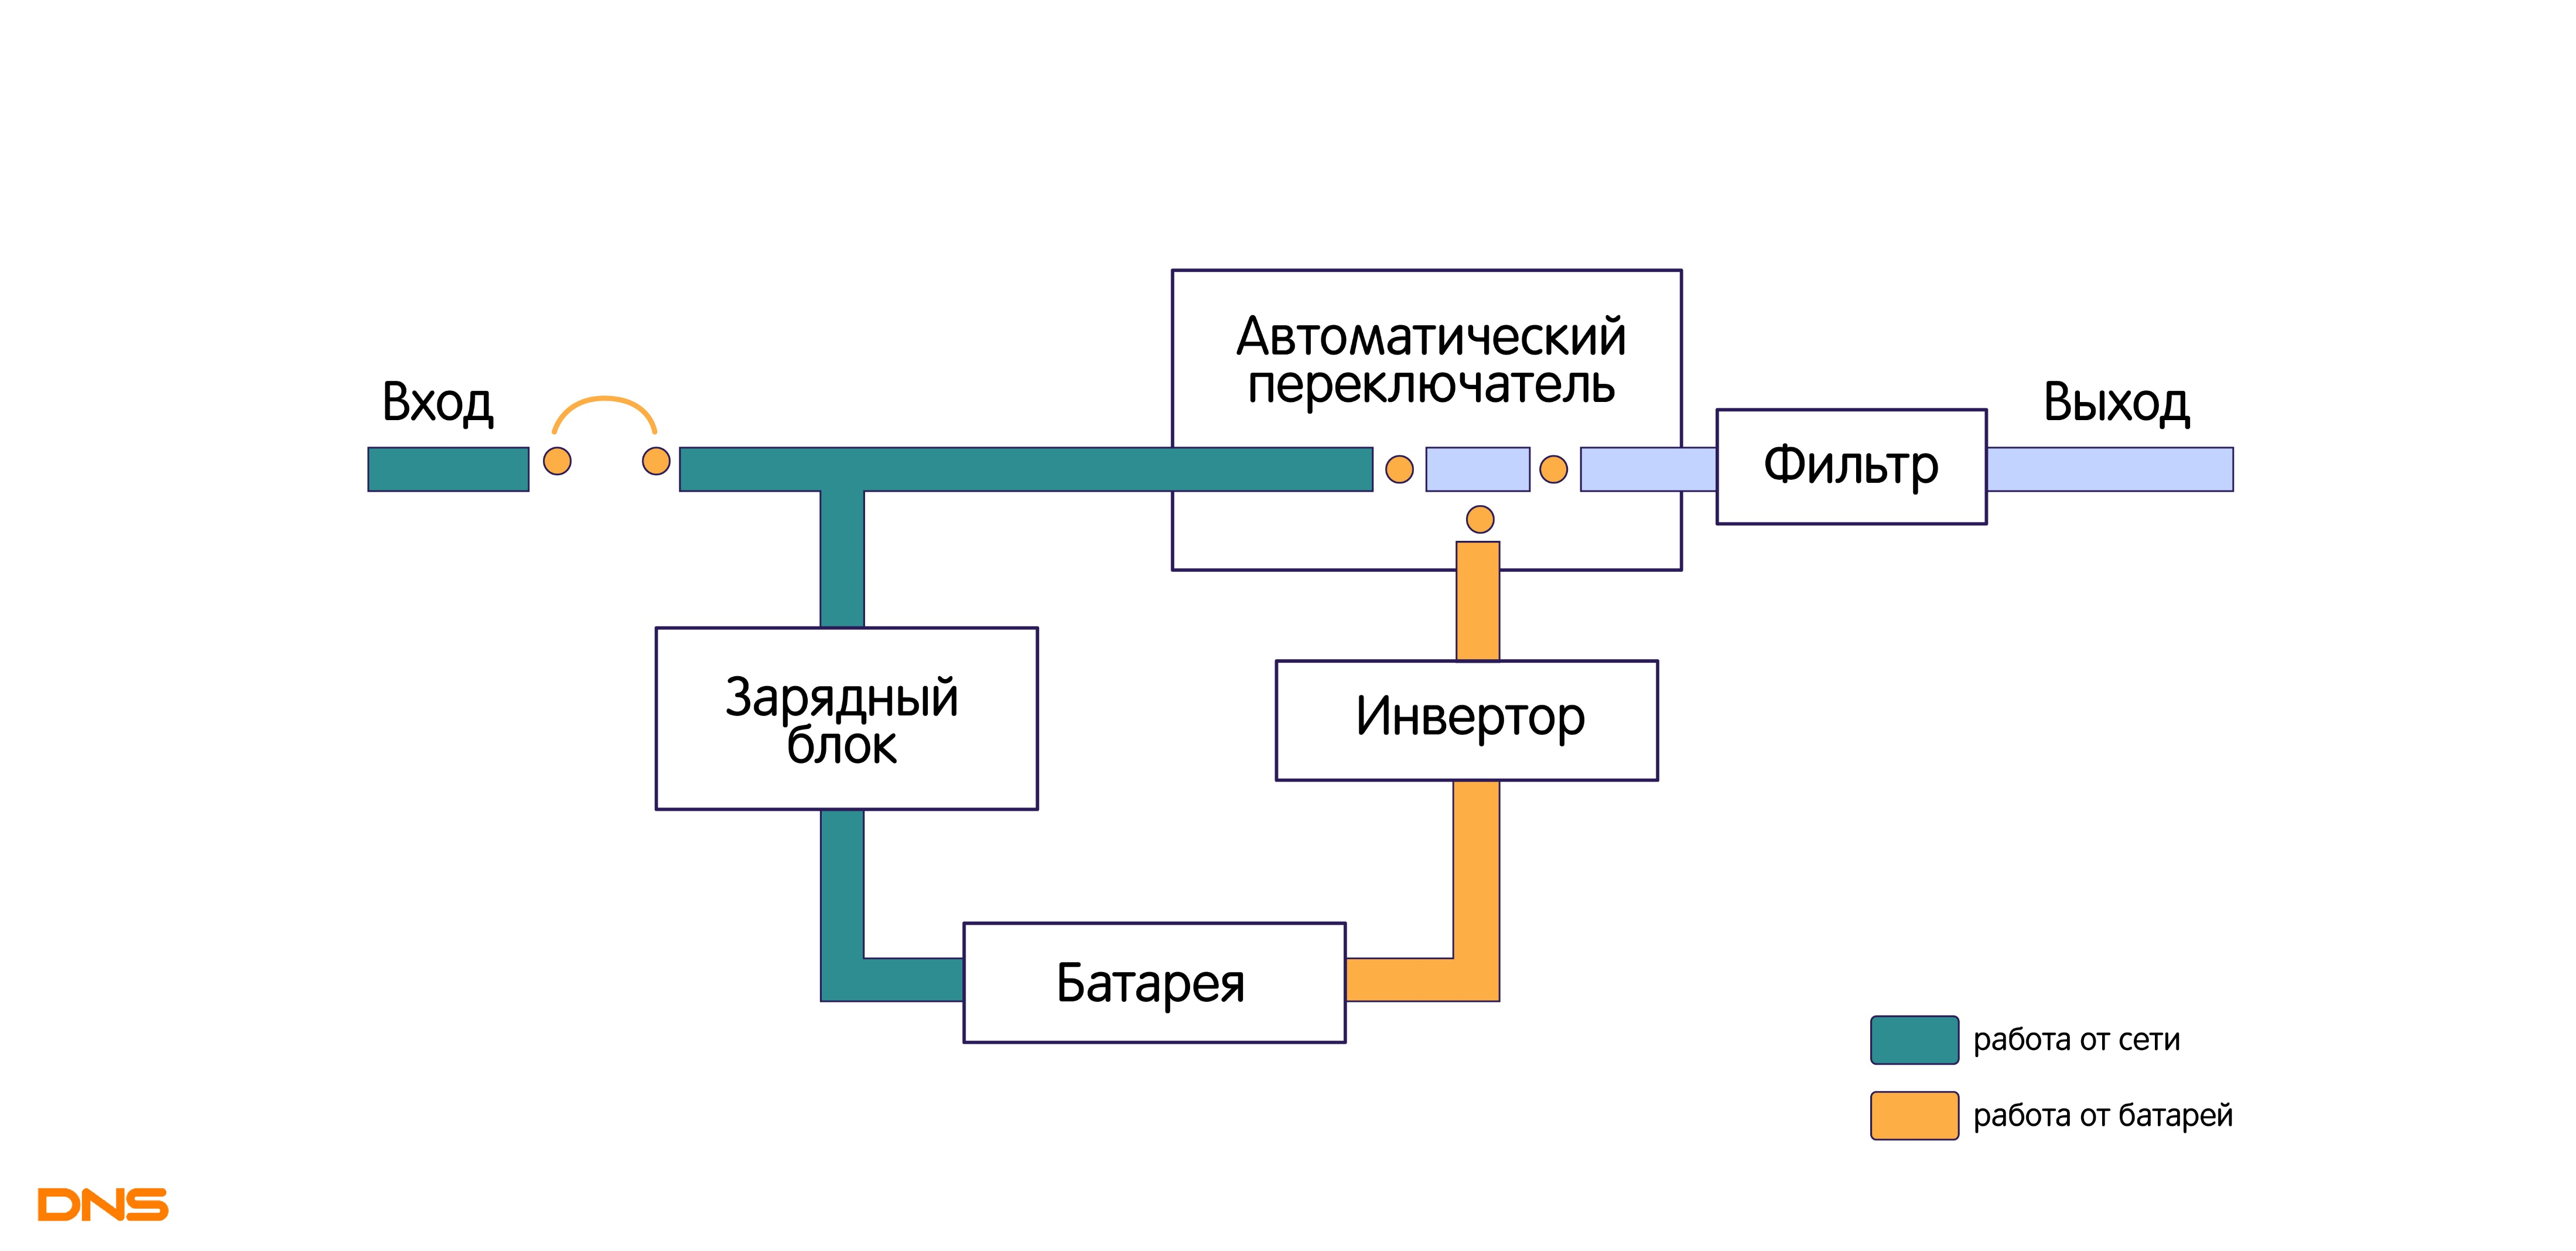 Автоматический
переключатель
Вход
Выход
Фильтр
Зарядный
блок
Инвертор
Батарея
работа от сети
работа от батарей
DNS